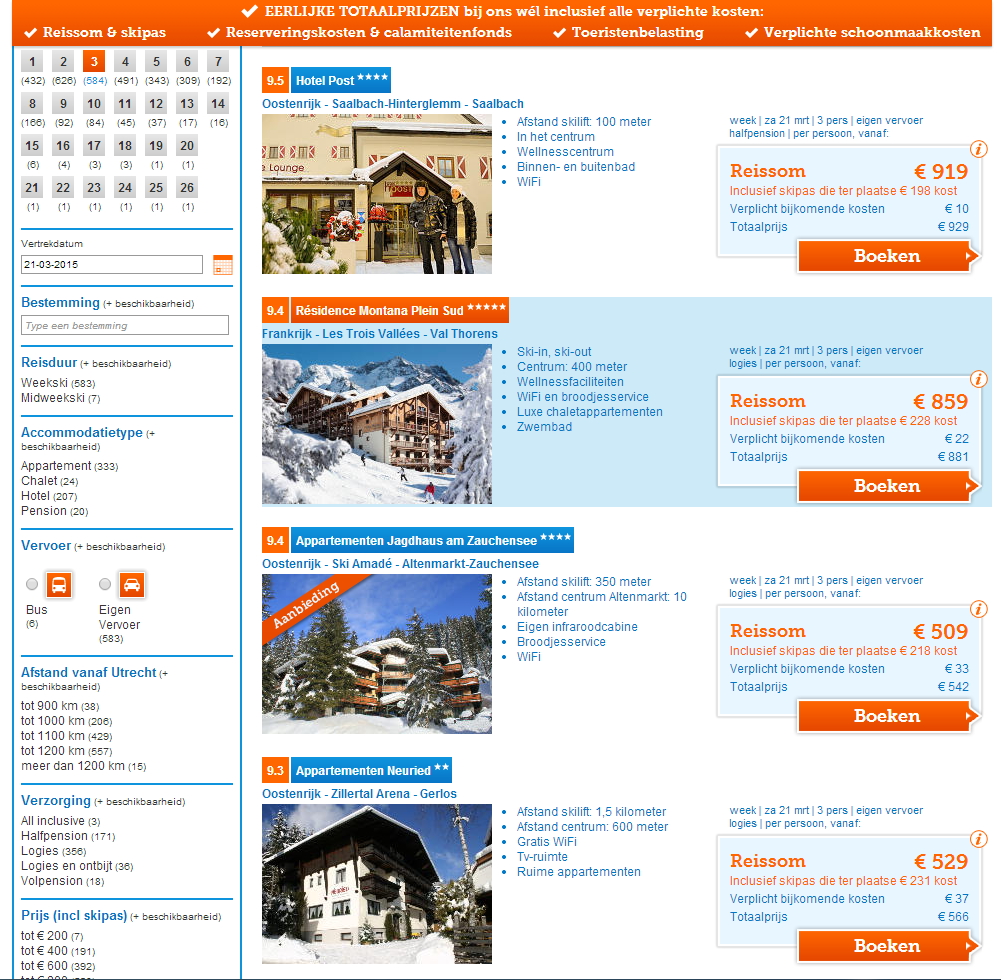 EERLIJKE TOTAALPRIJZEN bij ons wél inclusief alle verplichte kosten:
Reissom & skipas Reserveringskosten & calamiteitenfonds Toeristenbelasting Verplichte schoonmaakkosten
1 2 3 4 5 6 7
(432) (626) (584) (491) (343) (309) (192)
8 9 10 11 12 13 14
(166) (92) (84) (45) (37) (17) (16)
15 16 17 18 19 20
(6) (4) (3) (3) (1) (1)
21 22 23 24 25 26
(1) (1) (1) (1) (1) (1)
Vertrekdatum
21-03-2015
Bestemming (+ beschikbaarheid)
Type een bestemming
Reisduur (+ beschikbaarheid)
Weekski (583)
Midweekski (7)
Accommodatietype (+
beschikbaarheid)
Appartement (333)
Chalet (24)
Hotel (207)
Pension (20)
Vervoer (+ beschikbaarheid)
Bus
(6)
Eigen
Vervoer
(583)
Afstand vanaf Utrecht (+
beschikbaarheid)
tot 900 km (38)
tot 1000 km (206)
tot 1100 km (429)
tot 1200 km (557)
meer dan 1200 km (15)
Verzorging (+ beschikbaarheid)
All inclusive (3)
Halfpension (171)
Logies (356)
Logies en ontbijt (36)
Volpension (18)
Prijs (incl skipas) (+ beschikbaarheid)
tot € 200 (7)
tot € 400 (191)
tot € 600 (392)
9.5 Hotel Post ****
Oostenrijk - Saalbach-Hinterglemm - Saalbach
Lounge
POST
• Afstand skilift: 100 meter
• In het centrum
• Wellnesscentrum
• Binnen- en buitenbad
• WiFi
week | za 21 mrt | 3 pers | eigen vervoer
halfpension | per persoon, vanaf:
i
Reissom € 919
Inclusief skipas die ter plaatse € 198 kost
Verplicht bijkomende kosten € 10
Totaalprijs € 929
Boeken
9.4 Résidence Montana Plein Sud *****
Frankrijk - Les Trois Vallées - Val Thorens
• Ski-in, ski-out
• Centrum: 400 meter
• Wellnessfaciliteiten
• WiFi en broodjesservice
• Luxe chaletappartementen
• Zwembad
week | za 21 mrt | 3 pers | eigen vervoer
logies | per persoon, vanaf:
i
Reissom € 859
Inclusief skipas die ter plaatse € 228 kost
Verplicht bijkomende kosten € 22
Totaalprijs € 881
Boeken
9.4 Appartementen Jagdhaus am Zauchensee ****
Oostenrijk - Ski Amadé - Altenmarkt-Zauchensee
Aanbieding
• Afstand skilift: 350 meter
• Afstand centrum Altenmarkt: 10
kilometer
• Eigen infraroodcabine
• Broodjesservice
• WiFi
week | za 21 mrt | 3 pers | eigen vervoer
logies | per persoon, vanaf:
i
Reissom € 509
Inclusief skipas die ter plaatse € 218 kost
Verplicht bijkomende kosten € 33
Totaalprijs € 542
Boeken
9.3 Appartementen Neuried **
Oostenrijk - Zillertal Arena - Gerlos
• Afstand skilift: 1,5 kilometer
• Afstand centrum: 600 meter
• Gratis WiFi
• Tv-ruimte
• Ruime appartementen
week | za 21 mrt | 3 pers | eigen vervoer
logies | per persoon, vanaf:
i
Reissom € 529
Inclusief skipas die ter plaatse € 231 kost
Verplicht bijkomende kosten € 37
Totaalprijs € 566
Boeken